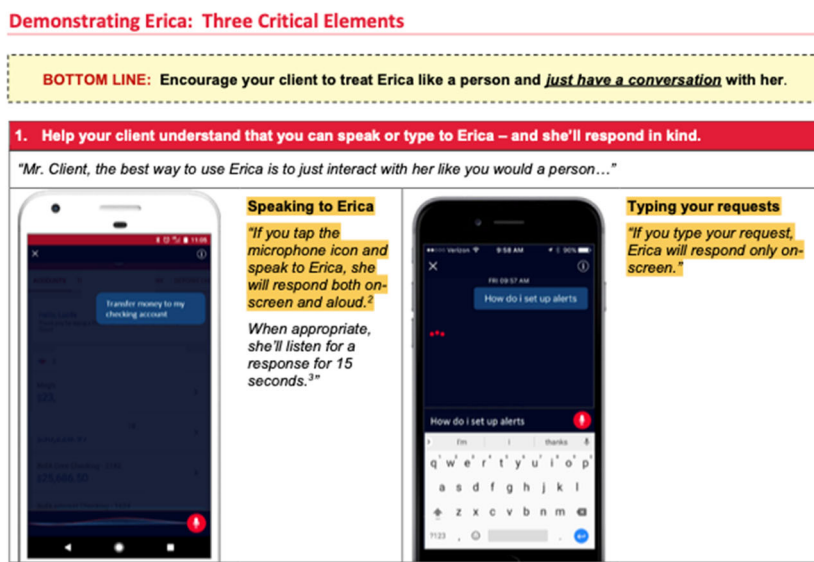 Demonstrating Erica: Three Critical Elements
BOTTOM LINE: Encourage your client to treat Erica like a person and just have a conversation with her.
1. Help your client understand that you can speak or type to Erica – and she'll respond in kind.
“Mr. Client, the best way to use Erica is to just interact with her like you would a person…”
11:05
Transfer money to my
checking account
Speaking to Erica
“If you tap the
microphone icon and
speak to Erica, she
will respond both on-
screen and aloud.²
When appropriate,
she'll listen for a
response for 15
seconds.³”
Verizon 9:58 AM 90%
FRI 09:57 AM
How do i set up alerts
How do i set up alerts
I'm i thanks
q w e r t y u i o p
a s d f g h j k l
z x c v b n m
?123 , .
Typing your requests
“If you type your request,
Erica will respond only on-
screen.”